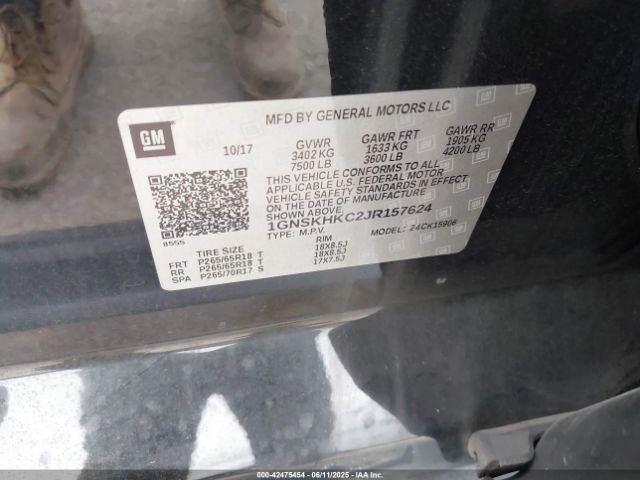 MFD BY GENERAL MOTORS LLC
GM
10/17
GVWR GAWR FRT GAWR RR
3402 KG 1633 KG 1905 KG
7500 LB 3600 LB 4200 LB
THIS VEHICLE CONFORMS TO ALL
APPLICABLE U.S. FEDERAL MOTOR
VEHICLE SAFETY STANDARDS IN EFFECT
ON THE DATE OF MANUFACTURE
SHOWN ABOVE.
1GNSKHKC2JR157624
TYPE: M.P.V. MODEL: 24CK15906
8555
TIRE SIZE RIM
FRT P265/65R18 T 18X8.5J
RR P265/65R18 T 18X8.5J
SPA P265/70R17 S 17X7.5J
000-42475454 06/11/2025 IAAI.com